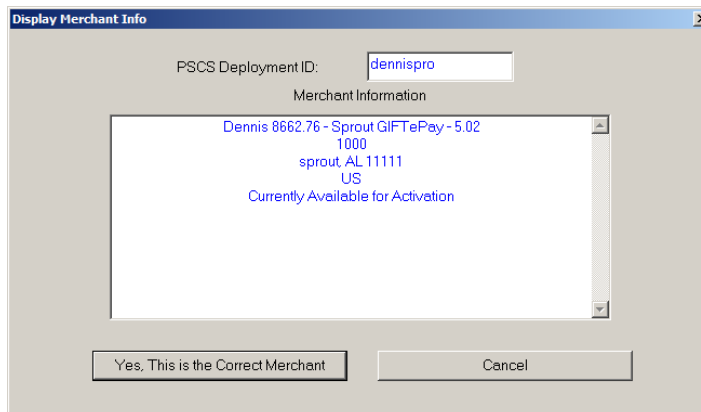 Display Merchant Info
PSCS Deployment ID: dennispro
Merchant Information
Dennis 8662.76 - Sprout GIFTePay - 5.02
1000
sprout, AL 11111
US
Currently Available for Activation
Yes, This is the Correct Merchant Cancel